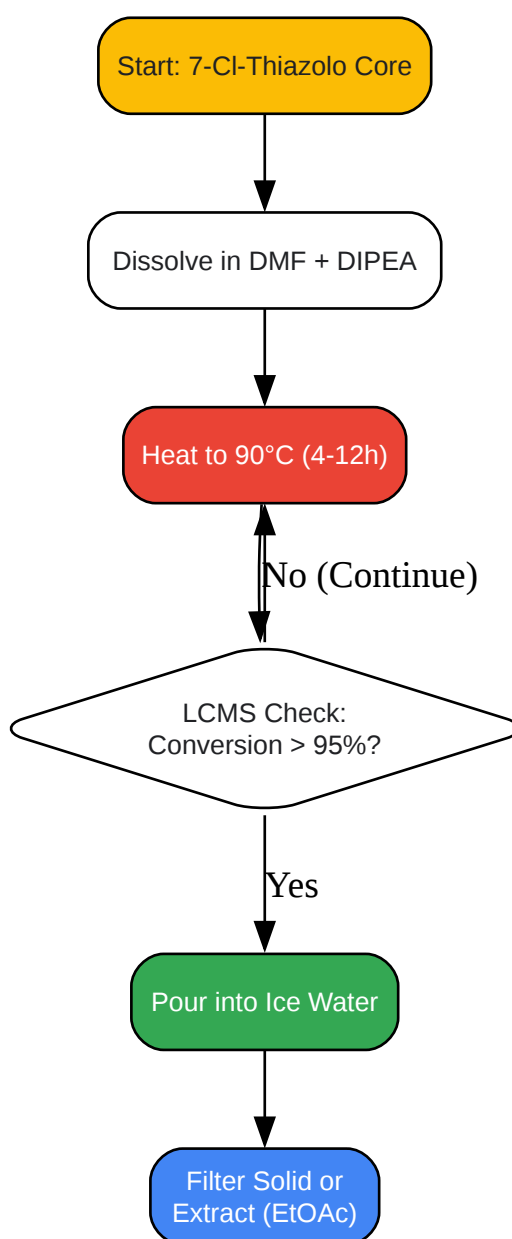 Start: 7-Cl-Thiazolo Core
Dissolve in DMF + DIPEA
Heat to 90°C (4-12h)
No (Continue)
LCMS Check:
Conversion > 95%?
Yes
Pour into Ice Water
Filter Solid or
Extract (EtOAc)